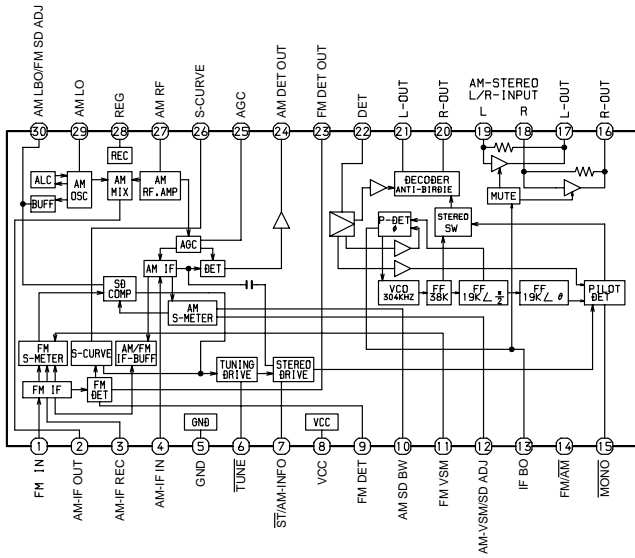 AM LBO/FM SD ADJ
AM LO
REG
AM RF
S-CURVE
AGC
AM DET OUT
FM DET OUT
DET
L-OUT
R-OUT
AM-STEREO
L/R-INPUT
L
R
L-OUT
R-OUT
30
29
28
27
26
25
24
23
22
21
20
19
18
17
16
REC
ALC
AM
OSC
BUFF
AM
MIX
AM
RF.AMP
AGC
AM IF
DET
DECODER
ANTI-BIRDIE
MUTE
P-DET
φ
STEREO
SW
SD
COMP
AM
S-METER
VCO
304KHZ
FF
38K
FF
19K∠π/2
FF
19K∠θ
PILOT
DET
FM
S-METER
S-CURVE
AM/FM
IF-BUFF
TUNING
DRIVE
STEREO
DRIVE
FM IF
FM
DET
GND
VCC
1
2
3
4
5
6
7
8
9
10
11
12
13
14
15
FM IN
AM-IF OUT
AM-IF REC
AM-IF IN
GND
TUNE
ST/AM-INFO
VCC
FM DET
AM SD BW
FM VSM
AM-VSM/SD ADJ
IF BO
FM/AM
MONO